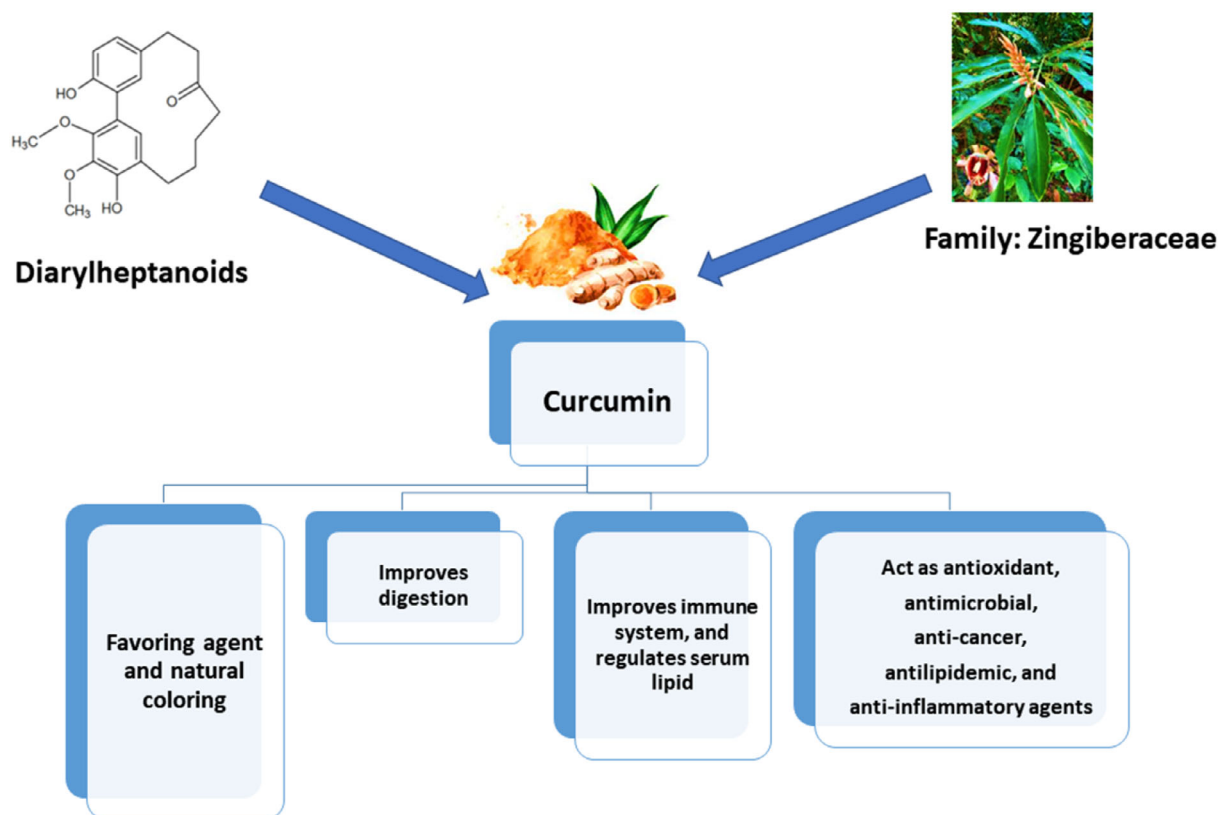 HO
O
O
H₃C
O
CH₃
HO
Diarylheptanoids
Family: Zingiberaceae
Curcumin
Favoring agent
and natural
coloring
Improves
digestion
Improves immune
system, and
regulates serum
lipid
Act as antioxidant,
antimicrobial,
anti-cancer,
antilipidemic, and
anti-inflammatory agents